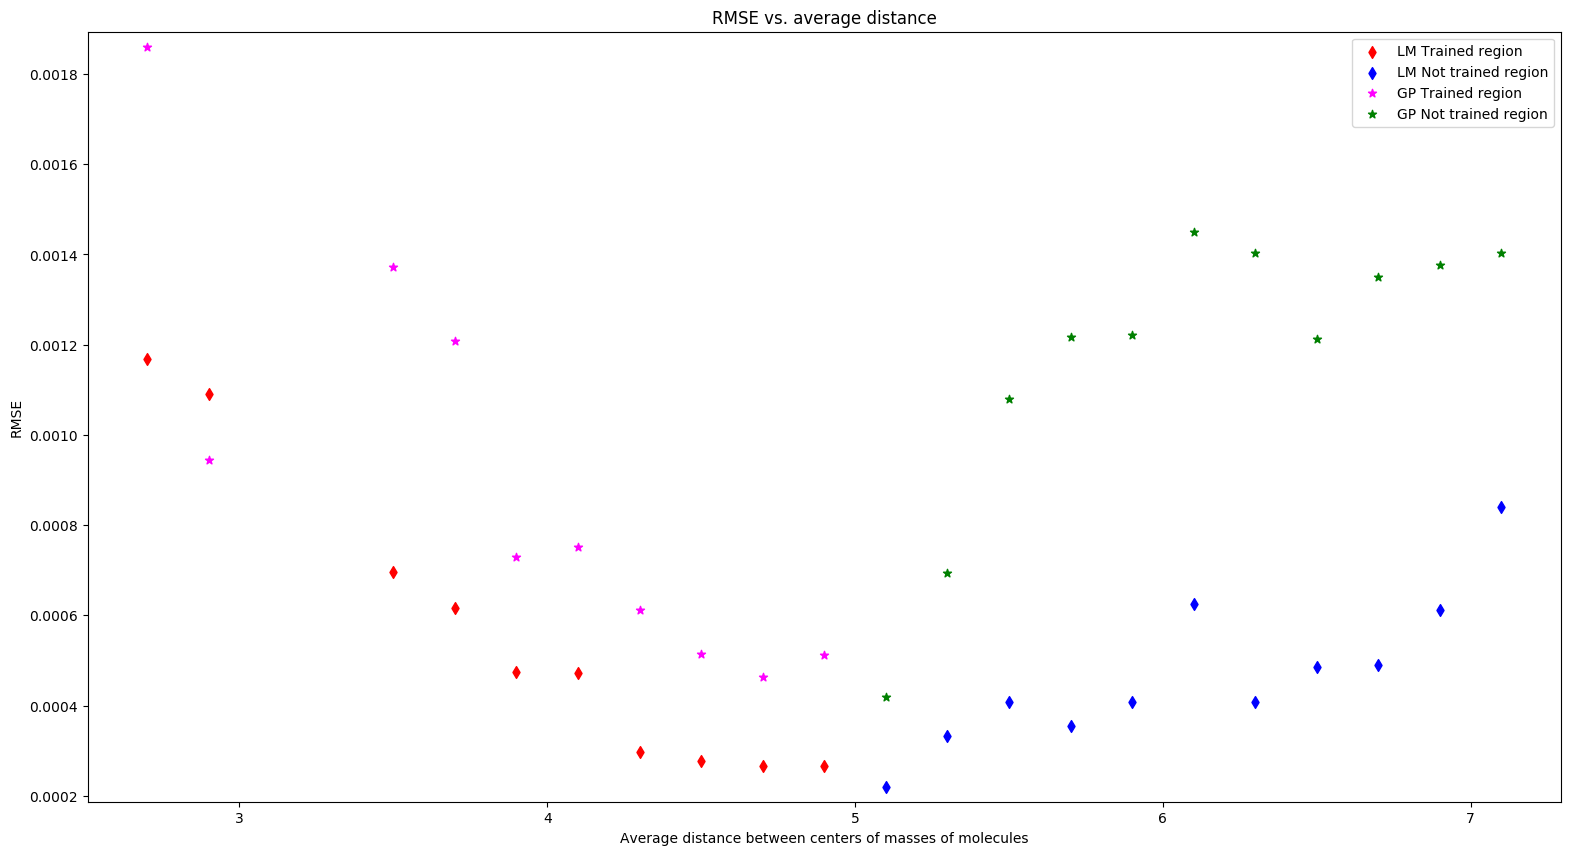 RMSE vs. average distance
LM Trained region
LM Not trained region
GP Trained region
GP Not trained region
0.0018
0.0016
0.0014
0.0012
0.0010
0.0008
0.0006
0.0004
0.0002
RMSE
3 4 5 6 7
Average distance between centers of masses of molecules